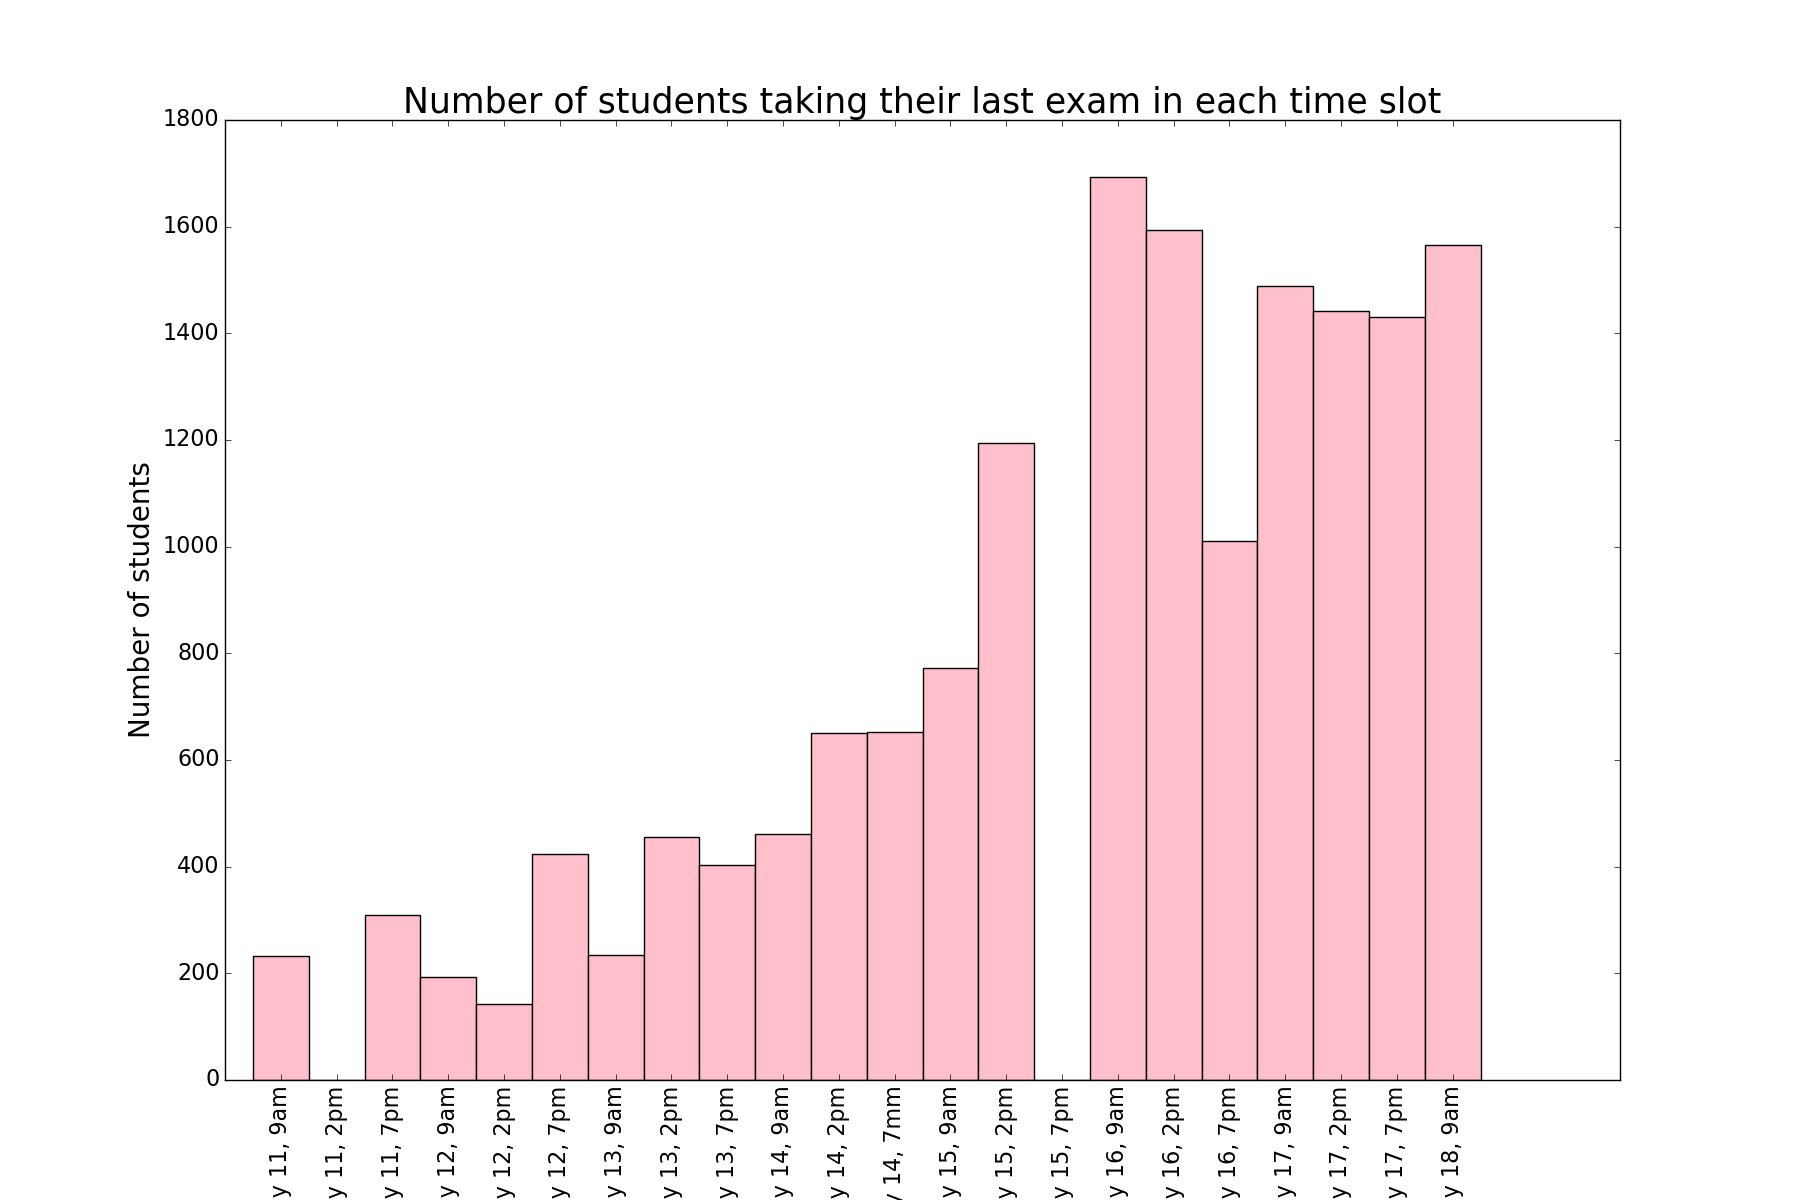 Number of students taking their last exam in each time slot
1800
1600
1400
1200
1000
800
600
400
200
0
Number of students
y 11, 9am
y 11, 2pm
y 11, 7pm
y 12, 9am
y 12, 2pm
y 12, 7pm
y 13, 9am
y 13, 2pm
y 13, 7pm
y 14, 9am
y 14, 2pm
y 14, 7mm
y 15, 9am
y 15, 2pm
y 15, 7pm
y 16, 9am
y 16, 2pm
y 16, 7pm
y 17, 9am
y 17, 2pm
y 17, 7pm
y 18, 9am